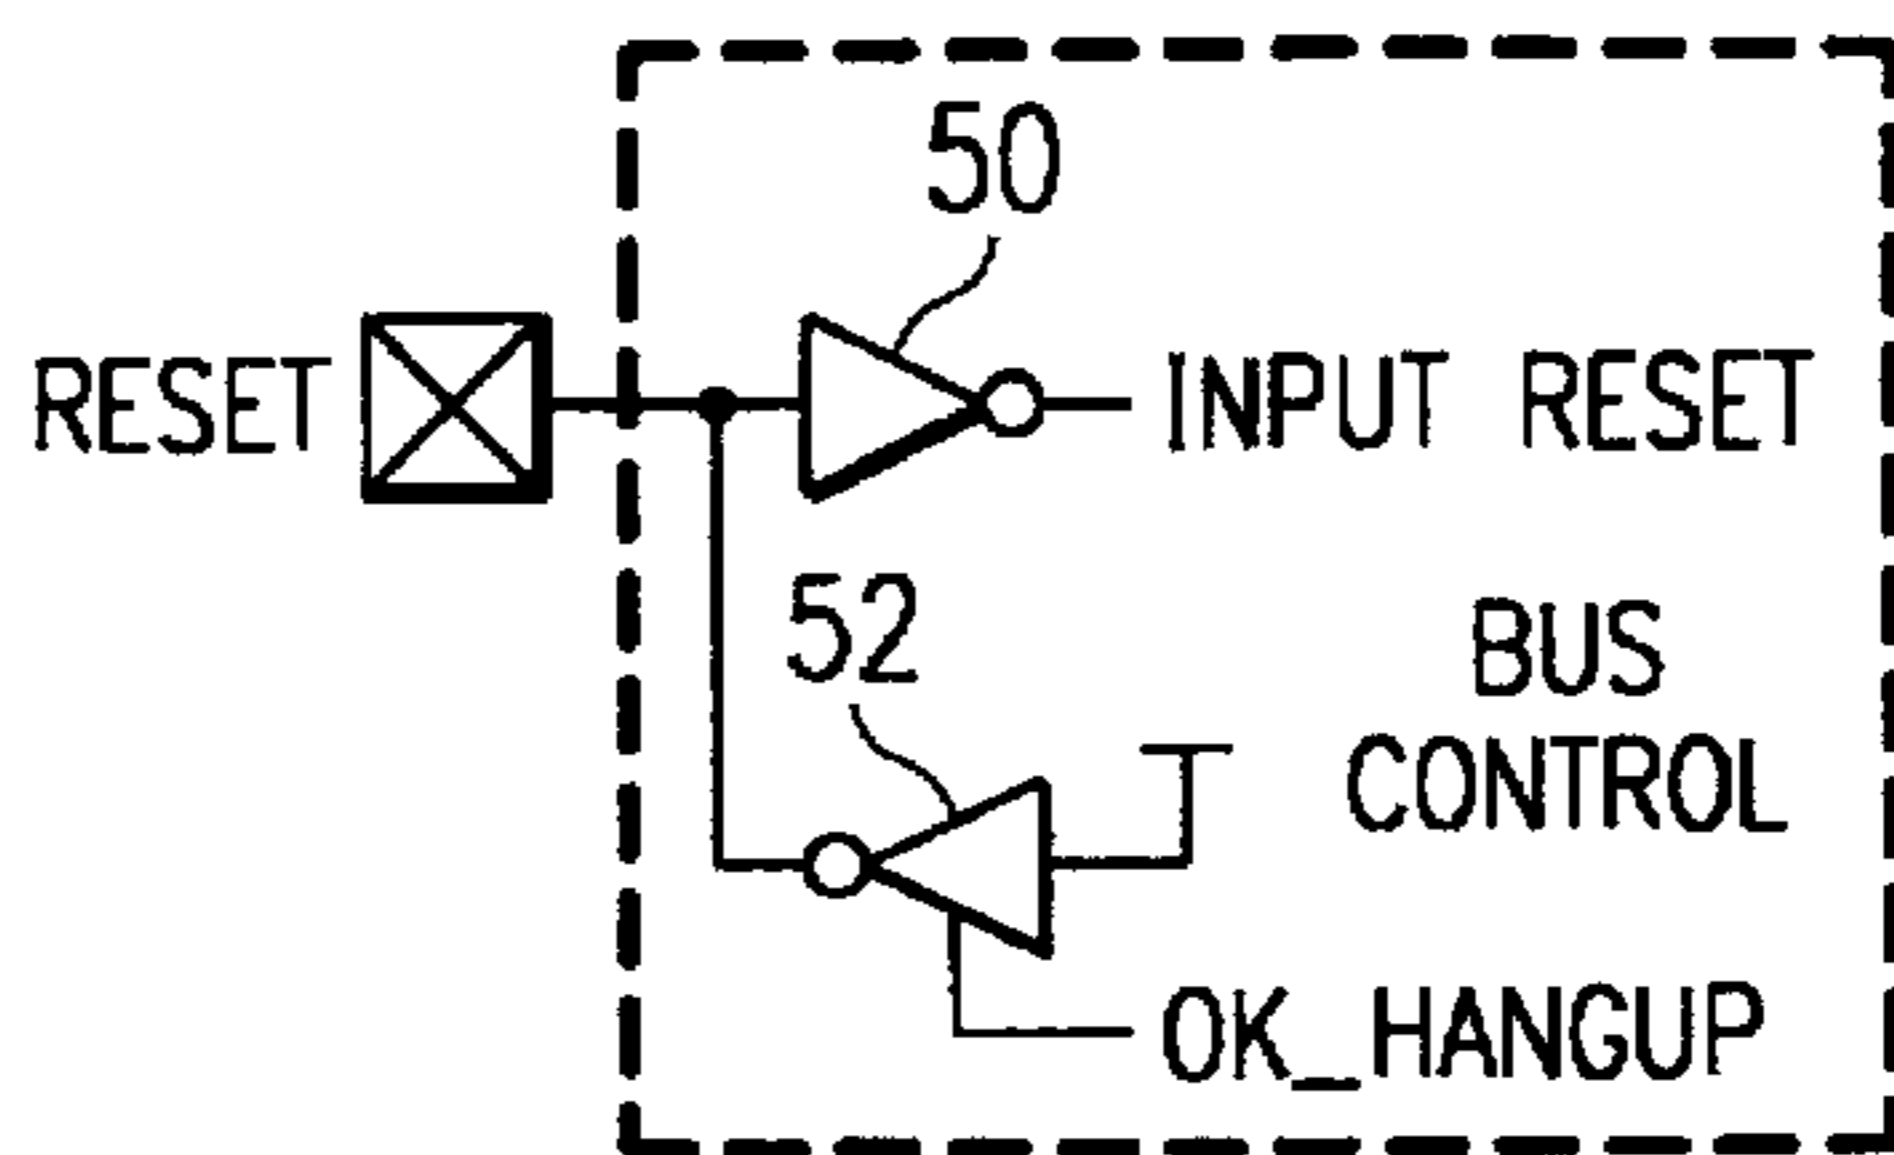 50
RESET
INPUT RESET
52
BUS
CONTROL
OK_HANGUP